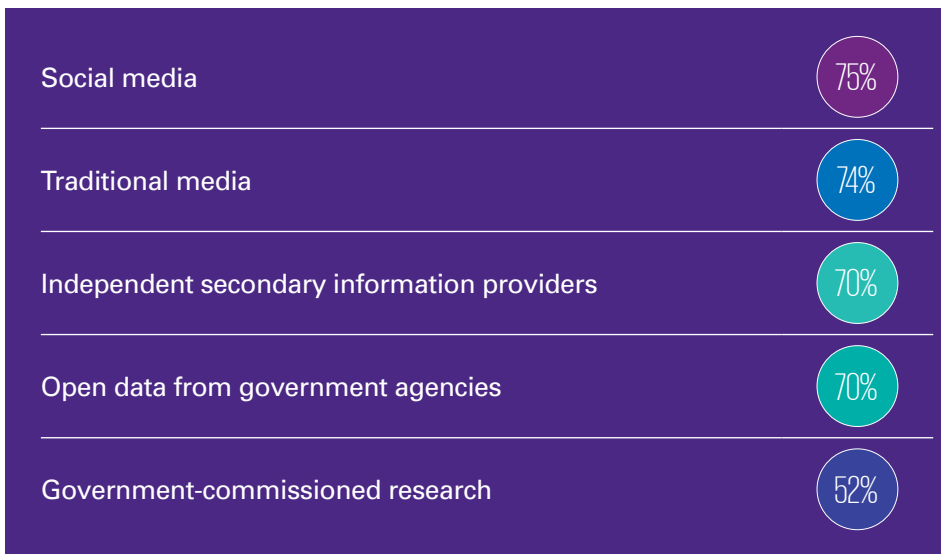 Social media 75%
Traditional media 74%
Independent secondary information providers 70%
Open data from government agencies 70%
Government-commissioned research 52%